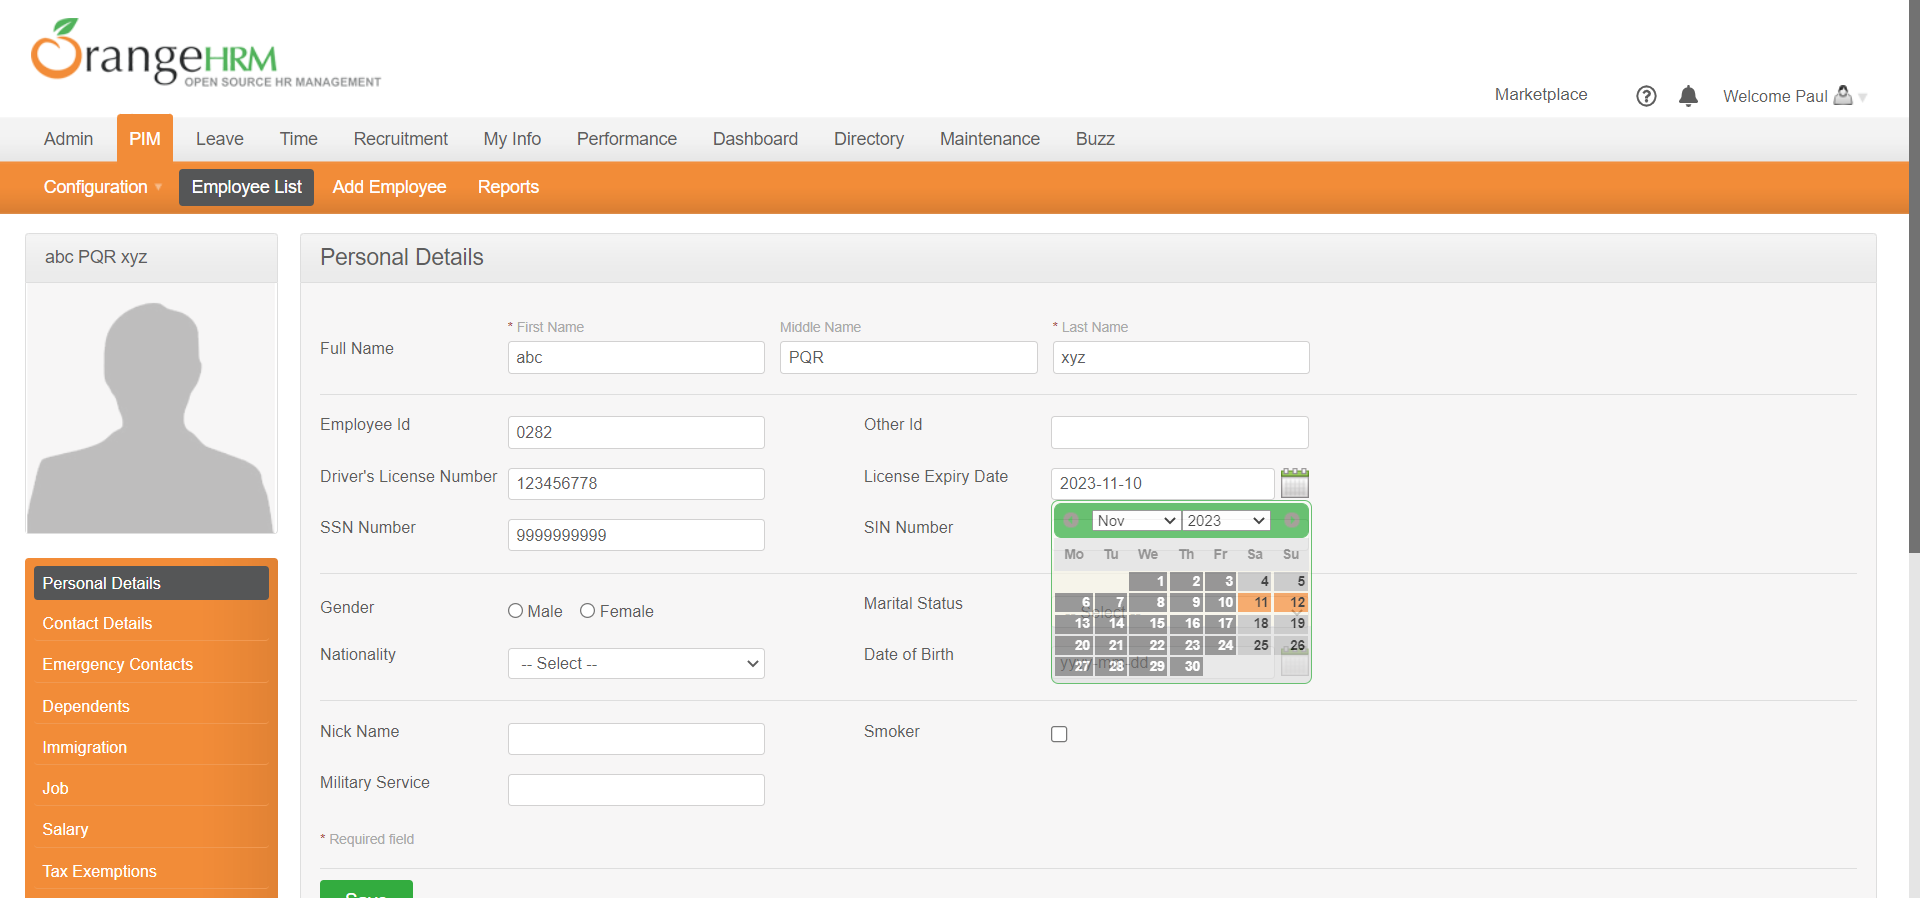 OrangeHRM
OPEN SOURCE HR MANAGEMENT
Marketplace
Welcome Paul
Admin PIM Leave Time Recruitment My Info Performance Dashboard Directory Maintenance Buzz
Configuration Employee List Add Employee Reports
abc PQR xyz
Personal Details
* First Name Middle Name * Last Name
Full Name abc PQR xyz
Employee Id 0282 Other Id
Driver's License Number 123456778 License Expiry Date 2023-11-10
SSN Number 9999999999 SIN Number
Nov 2023
Mo Tu We Th Fr Sa Su
1 2 3 4 5
6 7 8 9 10 11 12
13 14 15 16 17 18 19
20 21 22 23 24 25 26
27 28 29 30
Gender Male Female Marital Status -- Select --
Nationality -- Select -- Date of Birth yyyy-mm-dd
Nick Name Smoker
Military Service
* Required field
Save
Personal Details
Contact Details
Emergency Contacts
Dependents
Immigration
Job
Salary
Tax Exemptions